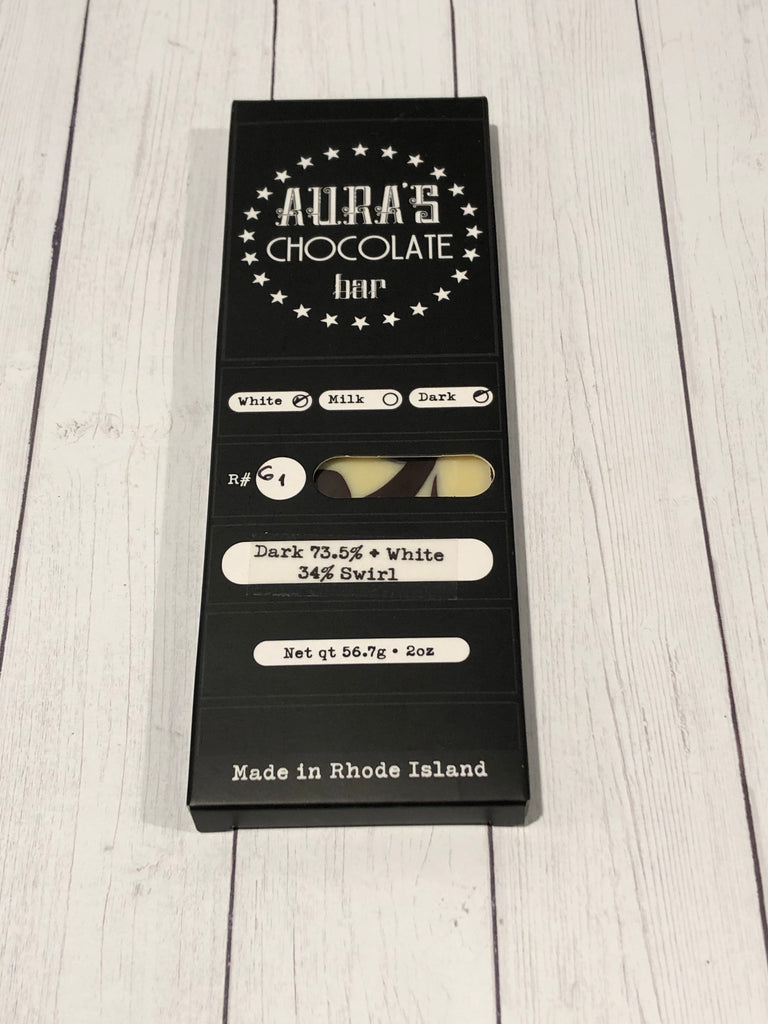 AURA'S
CHOCOLATE
bar
White Milk Dark
R# 61
Dark 73.5% + White
34% Swirl
Net qt 56.7g • 2oz
Made in Rhode Island